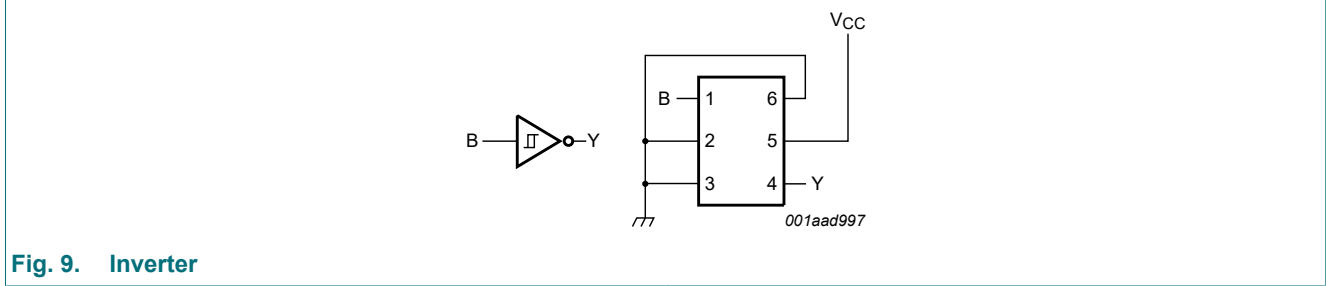 VCC
B 1 6
B Y
2 5
3 4 Y
001aad997
Fig. 9. Inverter